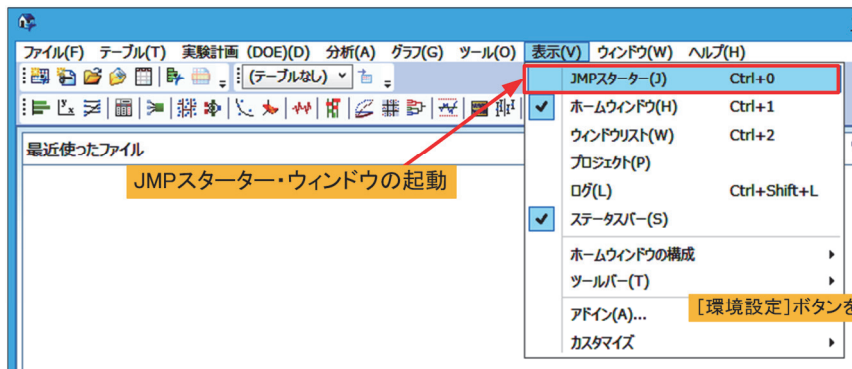 ファイル(F) テーブル(T) 実験計画 (DOE)(D) 分析(A) グラフ(G) ツール(O) 表示(V) ウィンドウ(W) ヘルプ(H)
(テーブルなし)
JMPスターター(J) Ctrl+0
ホームウィンドウ(H) Ctrl+1
最近使ったファイル
ウィンドウリスト(W) Ctrl+2
プロジェクト(P)
JMPスターター・ウィンドウの起動
ログ(L) Ctrl+Shift+L
ステータスバー(S)
ホームウィンドウの構成
ツールバー(T)
[環境設定]ボタンを
アドイン(A)...
カスタマイズ